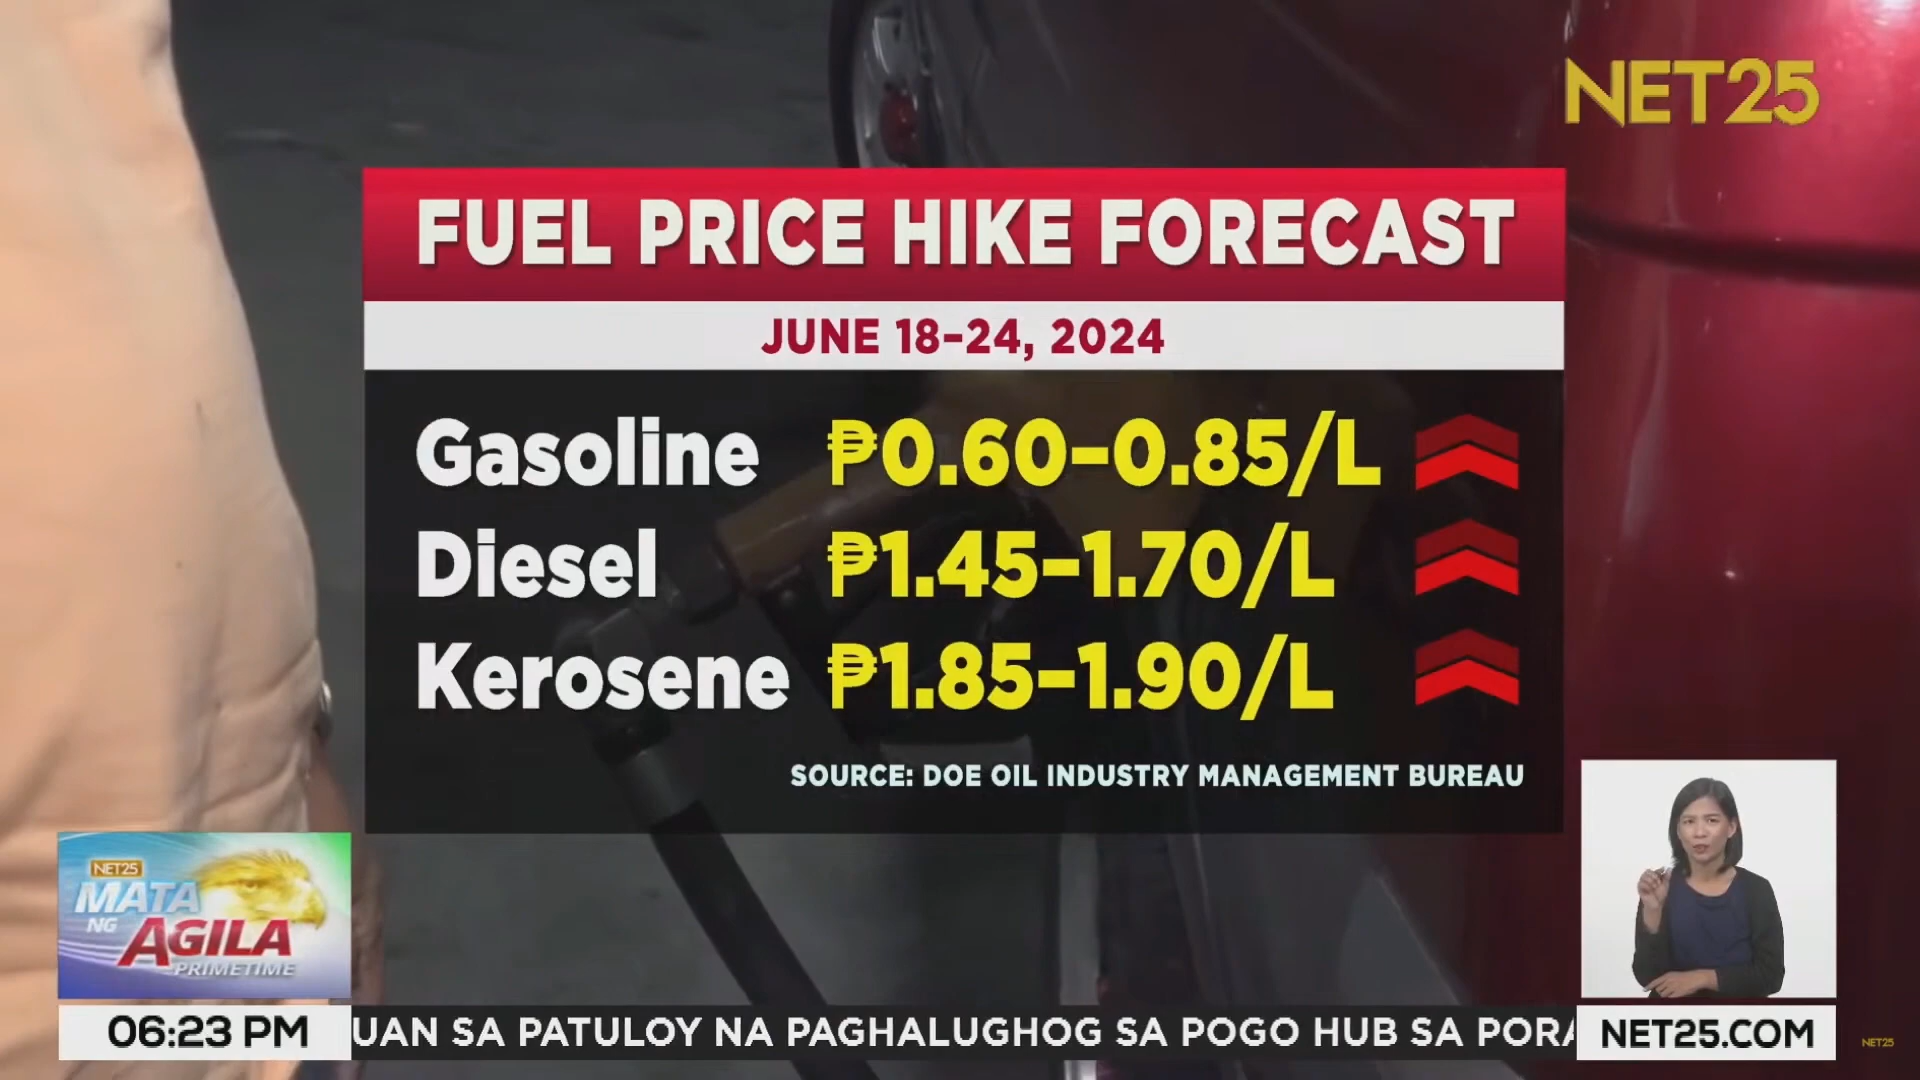 NET25
FUEL PRICE HIKE FORECAST
JUNE 18-24, 2024
Gasoline ₱0.60-0.85/L
Diesel ₱1.45-1.70/L
Kerosene ₱1.85-1.90/L
SOURCE: DOE OIL INDUSTRY MANAGEMENT BUREAU
NET25
MATA
NG
AGILA
PRIMETIME
06:23 PM
UAN SA PATULOY NA PAGHALUGHOG SA POGO HUB SA PORA
NET25.COM
NET25